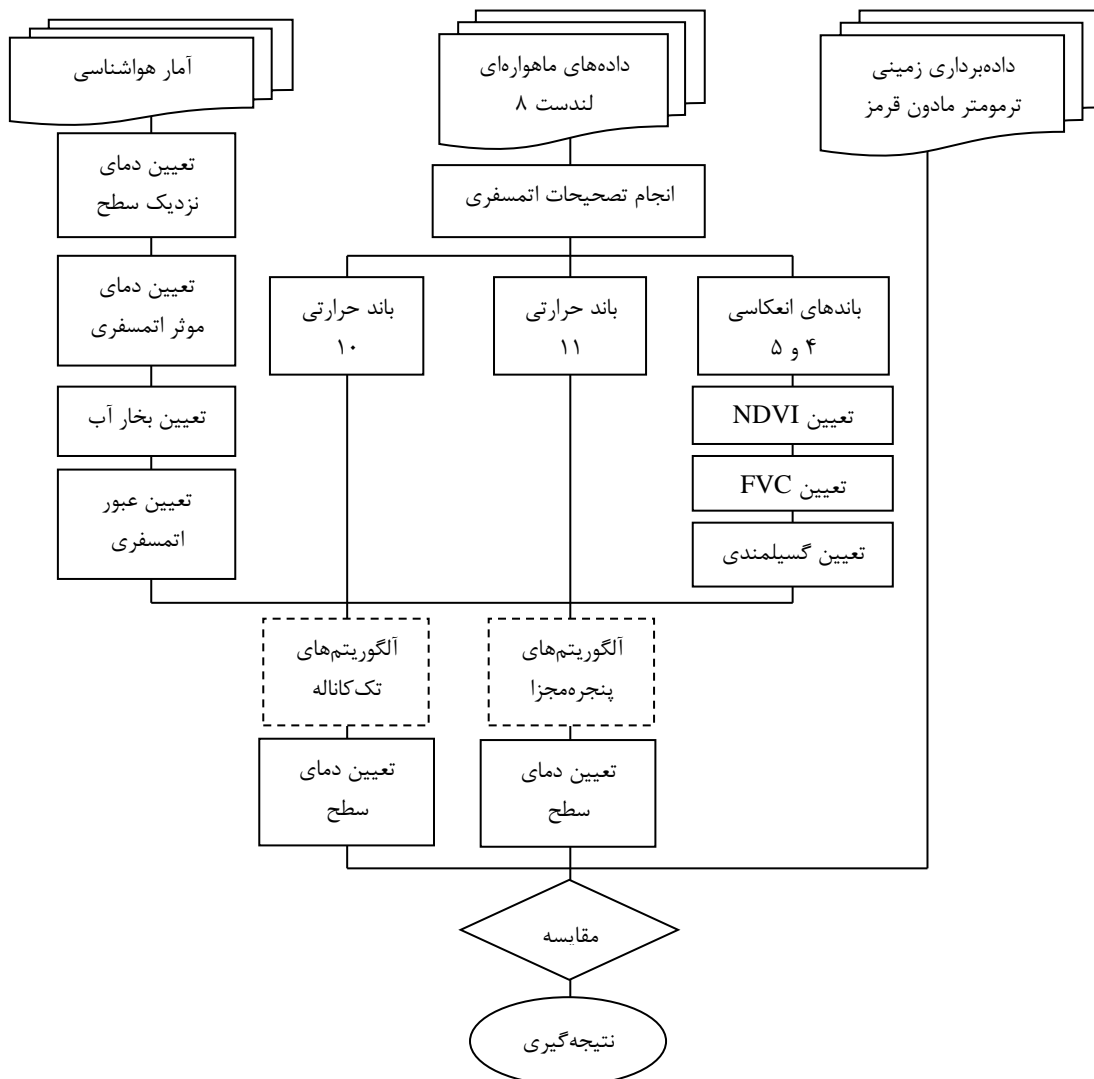 آمار هواشناسی
داده‌های ماهواره‌ای
لندست ۸
داده‌برداری زمینی
ترمومتر مادون قرمز
تعیین دمای
نزدیک سطح
انجام تصحیحات اتمسفری
تعیین دمای
موثر اتمسفری
باند حرارتی
۱۰
باند حرارتی
۱۱
باندهای انعکاسی
۴ و ۵
تعیین بخار آب
تعیین NDVI
تعیین عبور
اتمسفری
تعیین FVC
تعیین گسیلمندی
آلگوریتم‌های
تک‌کاناله
آلگوریتم‌های
پنجره‌مجزا
تعیین دمای
سطح
تعیین دمای
سطح
مقایسه
نتیجه‌گیری